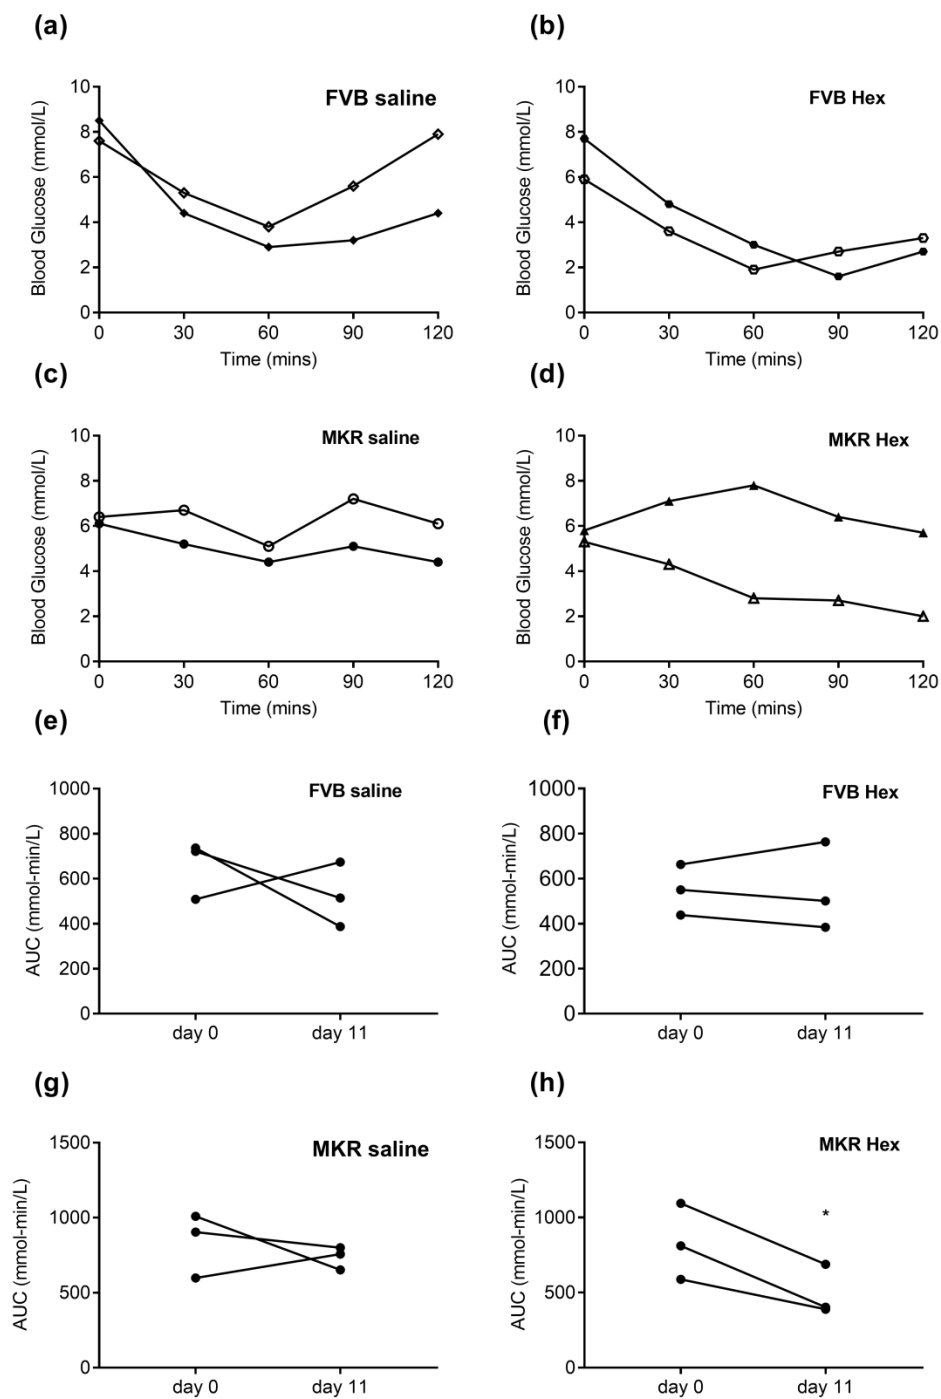 (a)
FVB saline
Blood Glucose (mmol/L)
10
8
6
4
2
0
0 30 60 90 120
Time (mins)
(b)
FVB Hex
Blood Glucose (mmol/L)
10
8
6
4
2
0
0 30 60 90 120
Time (mins)
(c)
MKR saline
Blood Glucose (mmol/L)
10
8
6
4
2
0
0 30 60 90 120
Time (mins)
(d)
MKR Hex
Blood Glucose (mmol/L)
10
8
6
4
2
0
0 30 60 90 120
Time (mins)
(e)
FVB saline
AUC (mmol-min/L)
1000
800
600
400
200
0
day 0 day 11
(f)
FVB Hex
AUC (mmol-min/L)
1000
800
600
400
200
0
day 0 day 11
(g)
MKR saline
AUC (mmol-min/L)
1500
1000
500
0
day 0 day 11
(h)
MKR Hex
AUC (mmol-min/L)
1500
1000
500
0
*
day 0 day 11